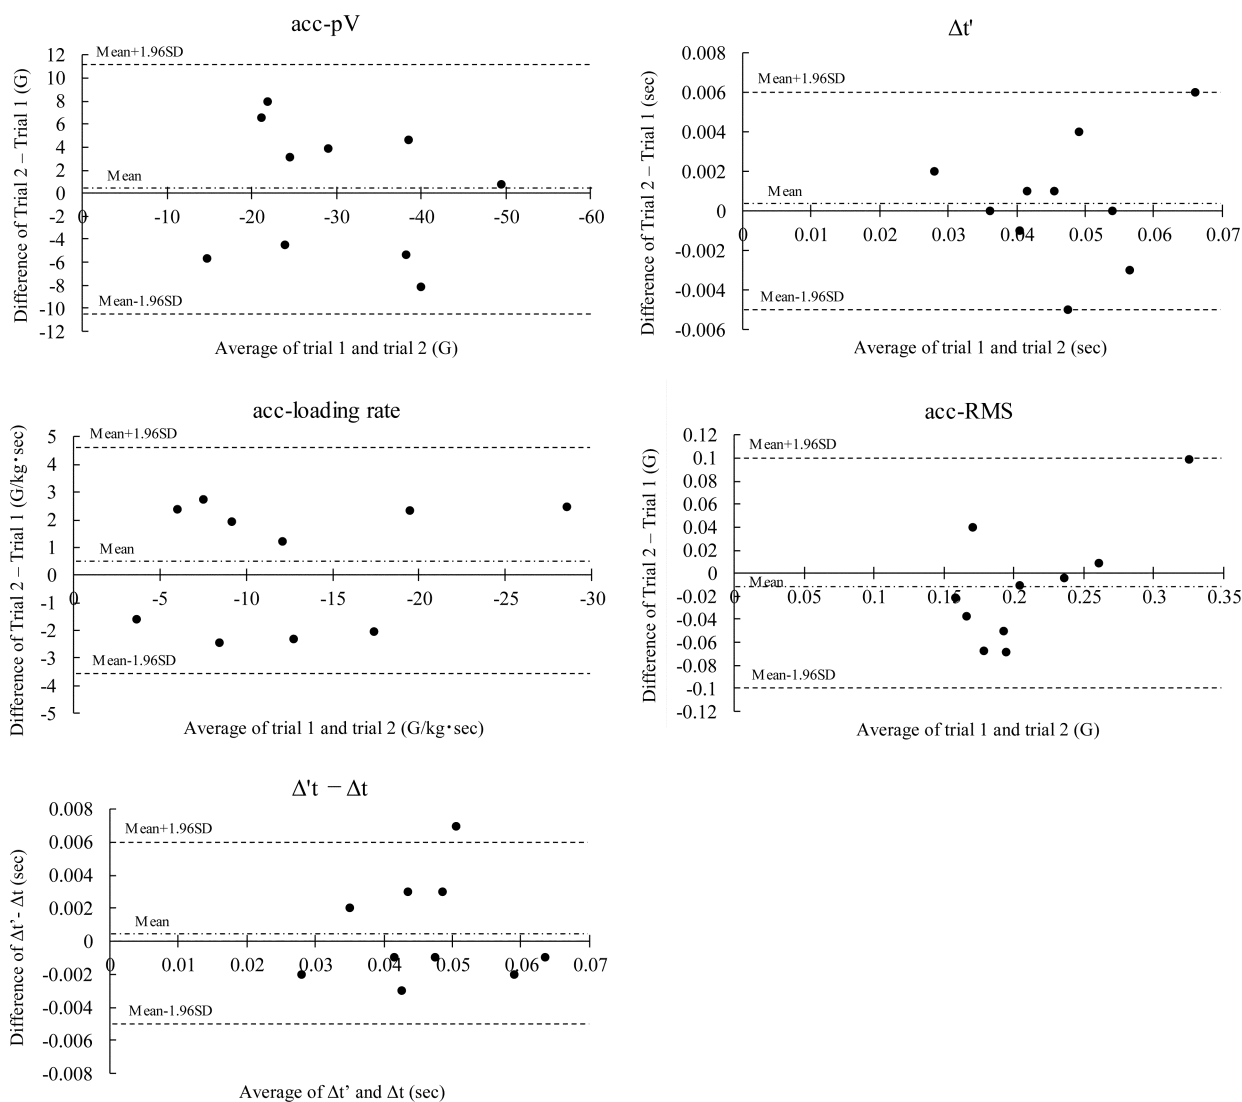 acc-pV
Difference of Trial 2 – Trial 1 (G)
12
10
8
6
4
2
0
-2
-4
-6
-8
-10
-12
Mean+1.96SD
Mean
Mean-1.96SD
0 -10 -20 -30 -40 -50 -60
Average of trial 1 and trial 2 (G)
Δt'
Difference of Trial 2 – Trial 1 (sec)
0.008
0.006
0.004
0.002
0
-0.002
-0.004
-0.006
Mean+1.96SD
Mean
Mean-1.96SD
0 0.01 0.02 0.03 0.04 0.05 0.06 0.07
Average of trial 1 and trial 2 (sec)
acc-loading rate
Difference of Trial 2 – Trial 1 (G/kg·sec)
5
4
3
2
1
0
-1
-2
-3
-4
-5
Mean+1.96SD
Mean
Mean-1.96SD
0 -5 -10 -15 -20 -25 -30
Average of trial 1 and trial 2 (G/kg·sec)
acc-RMS
Difference of Trial 2 – Trial 1 (G)
0.12
0.1
0.08
0.06
0.04
0.02
0
-0.02
-0.04
-0.06
-0.08
-0.1
-0.12
Mean+1.96SD
Mean
Mean-1.96SD
0 0.05 0.1 0.15 0.2 0.25 0.3 0.35
Average of trial 1 and trial 2 (G)
Δ't – Δt
Difference of Δt’- Δt (sec)
0.008
0.006
0.004
0.002
0
-0.002
-0.004
-0.006
-0.008
Mean+1.96SD
Mean
Mean-1.96SD
0 0.01 0.02 0.03 0.04 0.05 0.06 0.07
Average of Δt’ and Δt (sec)